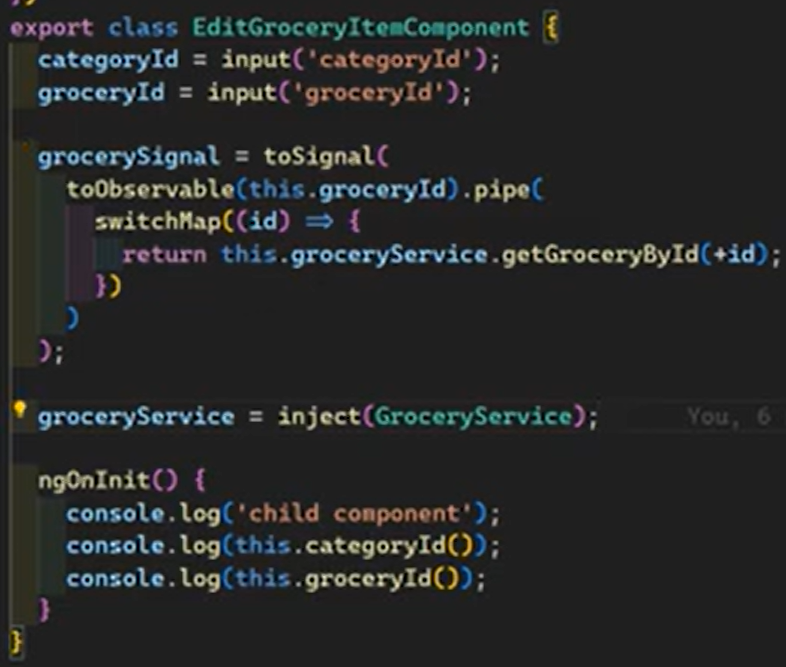 export class EditGroceryItemComponent {
categoryId = input('categoryId');
groceryId = input('groceryId');
grocerySignal = toSignal(
toObservable(this.groceryId).pipe(
switchMap((id) => {
return this.groceryService.getGroceryById(+id);
})
)
);
groceryService = inject(GroceryService); You, 6
ngOnInit() {
console.log('child component');
console.log(this.categoryId());
console.log(this.groceryId());
}
}